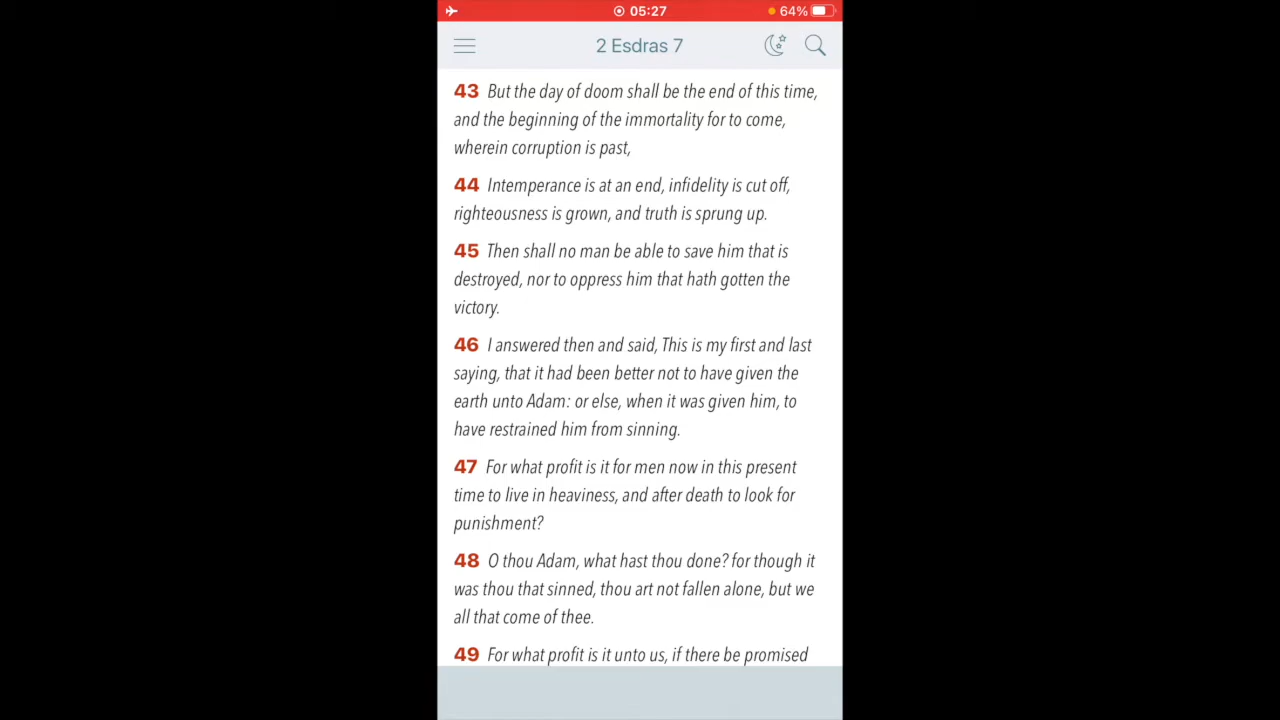 05:27
64%
2 Esdras 7
43 But the day of doom shall be the end of this time,
and the beginning of the immortality for to come,
wherein corruption is past,
44 Intemperance is at an end, infidelity is cut off,
righteousness is grown, and truth is sprung up.
45 Then shall no man be able to save him that is
destroyed, nor to oppress him that hath gotten the
victory.
46 I answered then and said, This is my first and last
saying, that it had been better not to have given the
earth unto Adam: or else, when it was given him, to
have restrained him from sinning.
47 For what profit is it for men now in this present
time to live in heaviness, and after death to look for
punishment?
48 O thou Adam, what hast thou done? for though it
was thou that sinned, thou art not fallen alone, but we
all that come of thee.
49 For what profit is it unto us, if there be promised